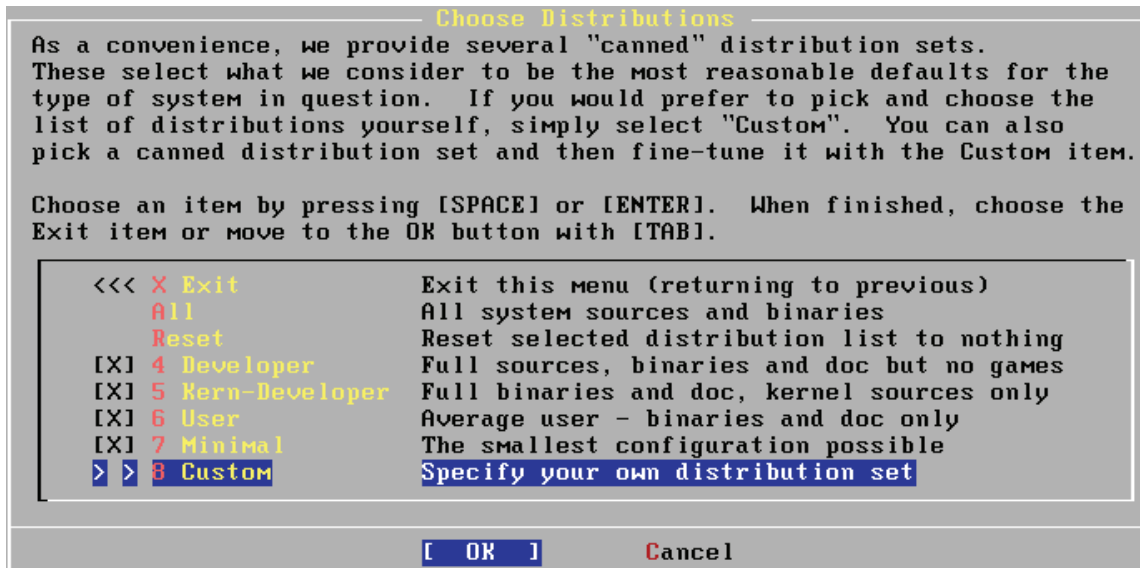 Choose Distributions
As a convenience, we provide several "canned" distribution sets.
These select what we consider to be the most reasonable defaults for the
type of system in question.  If you would prefer to pick and choose the
list of distributions yourself, simply select "Custom".  You can also
pick a canned distribution set and then fine-tune it with the Custom item.
Choose an item by pressing [SPACE] or [ENTER].  When finished, choose the
Exit item or move to the OK button with [TAB].
<<< X Exit Exit this menu (returning to previous)
All All system sources and binaries
Reset Reset selected distribution list to nothing
[X] 4 Developer Full sources, binaries and doc but no games
[X] 5 Kern-Developer Full binaries and doc, kernel sources only
[X] 6 User Average user - binaries and doc only
[X] 7 Minimal The smallest configuration possible
> > 8 Custom Specify your own distribution set
[ OK ] Cancel